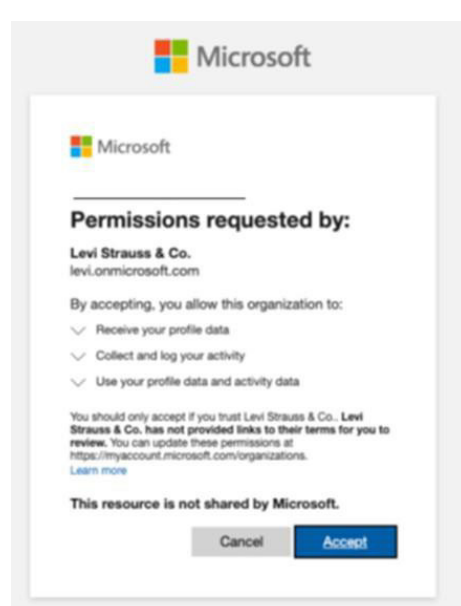 Microsoft
Microsoft
Permissions requested by:
Levi Strauss & Co.
levi.onmicrosoft.com
By accepting, you allow this organization to:
Receive your profile data
Collect and log your activity
Use your profile data and activity data
You should only accept if you trust Levi Strauss & Co.. Levi
Strauss & Co. has not provided links to their terms for you to
review. You can update these permissions at
https://myaccount.microsoft.com/organizations.
Learn more
This resource is not shared by Microsoft.
Cancel Accept